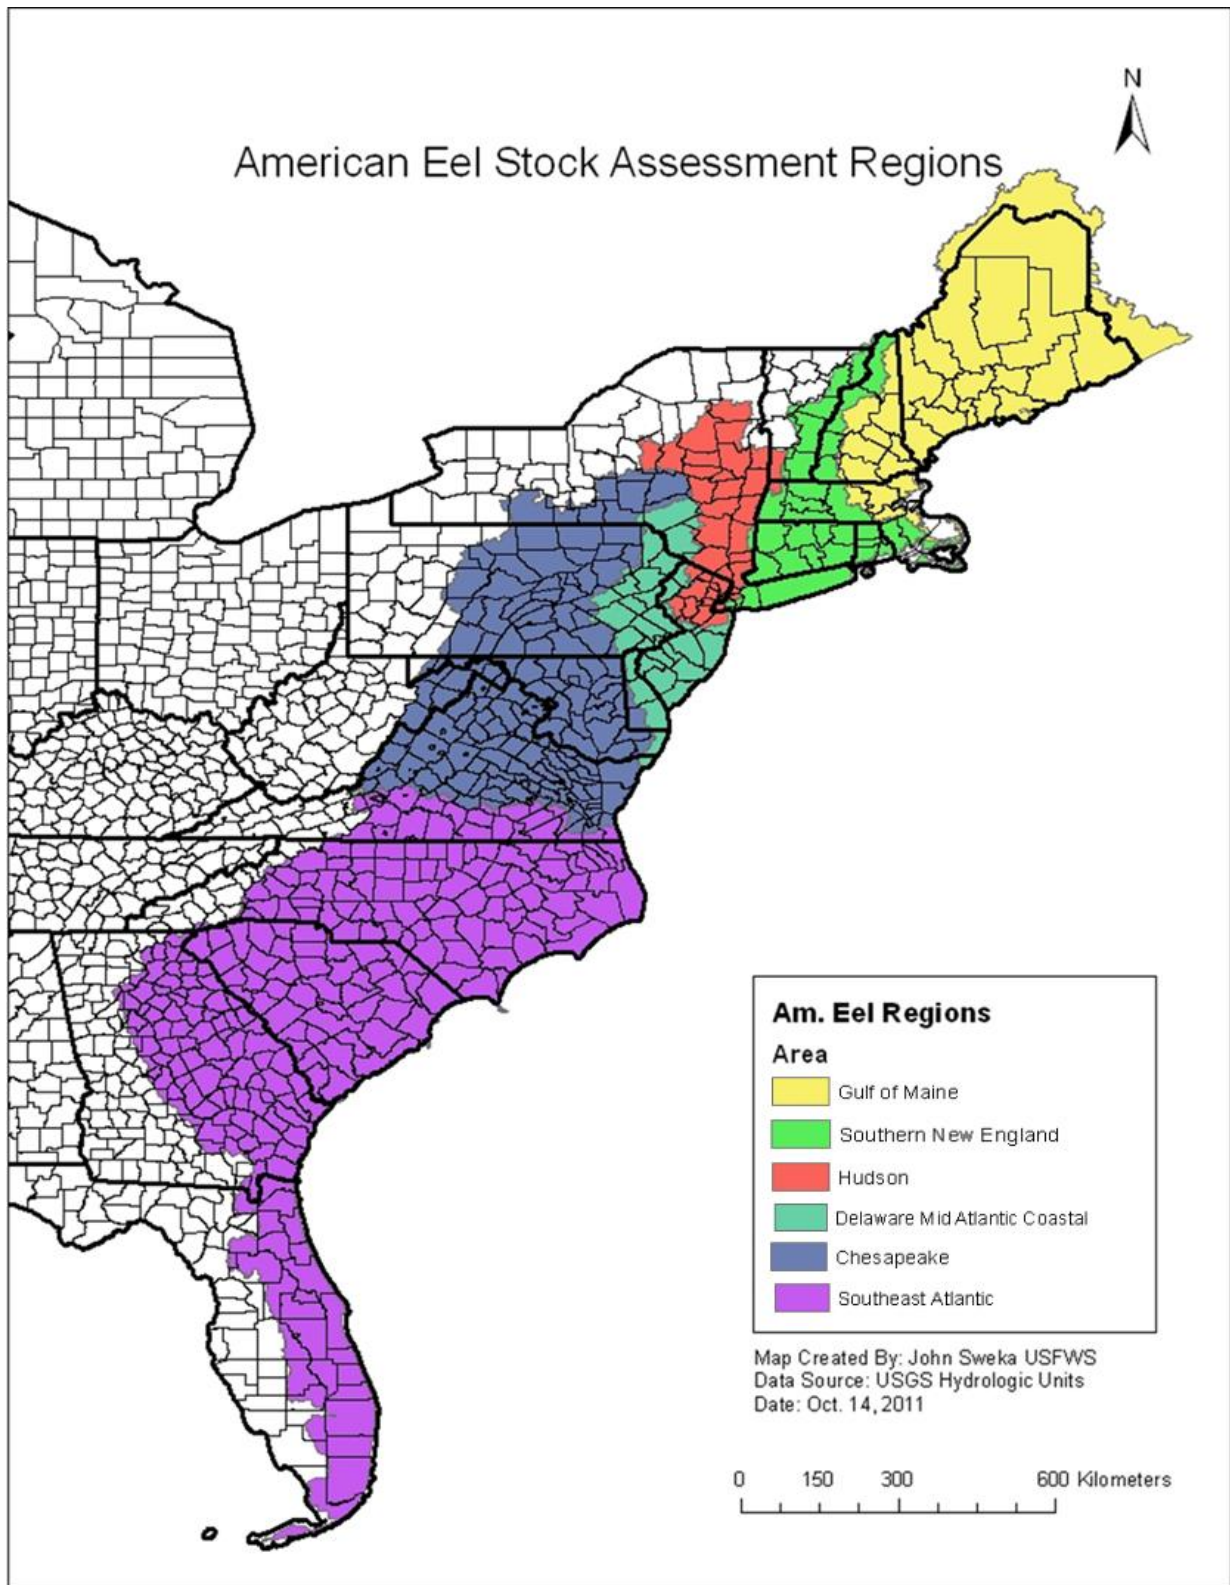 N
American Eel Stock Assessment Regions
Am. Eel Regions
Area
Gulf of Maine
Southern New England
Hudson
Delaware Mid Atlantic Coastal
Chesapeake
Southeast Atlantic
Map Created By: John Sweka USFWS
Data Source: USGS Hydrologic Units
Date: Oct. 14, 2011
0 150 300 600 Kilometers